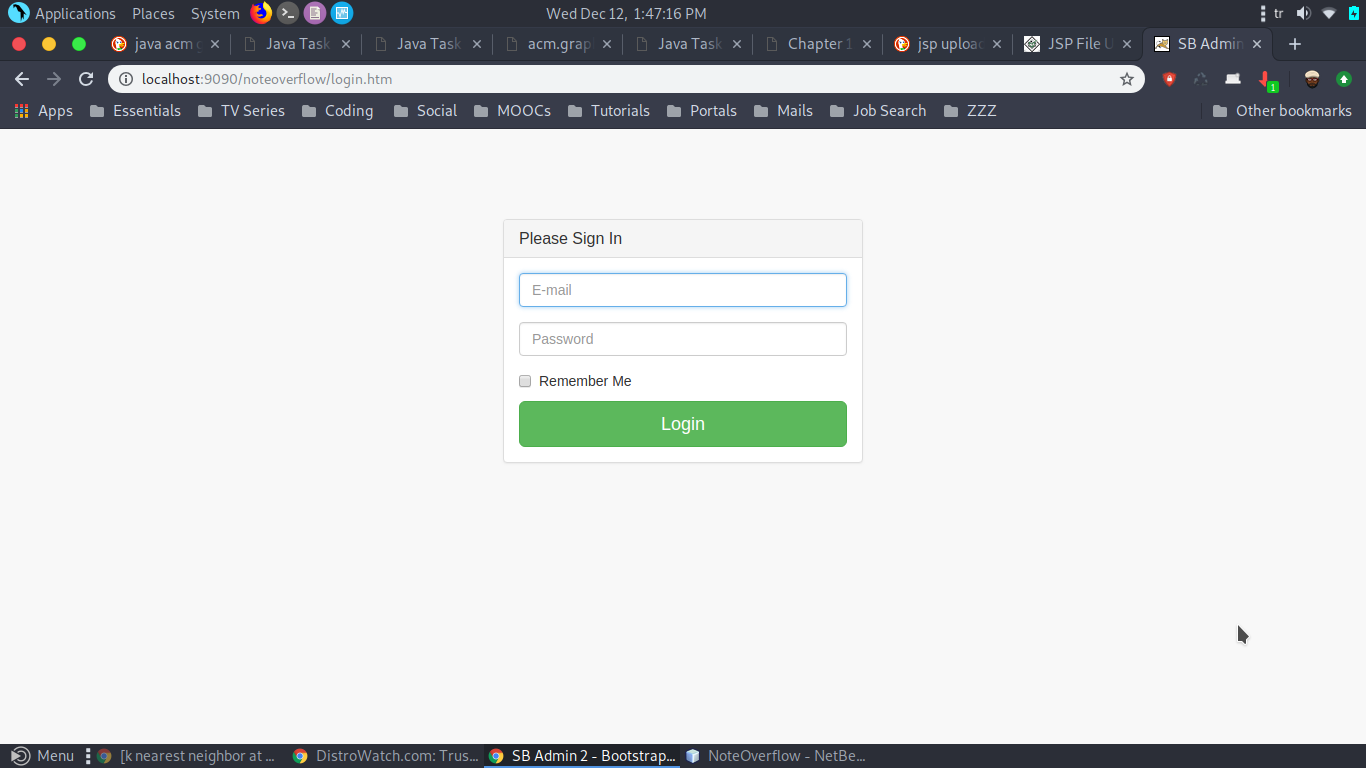 Applications Places System Wed Dec 12, 1:47:16 PM tr
java acm g Java Task Java Task acm.grap Java Task Chapter 1 jsp upload JSP File U SB Admin
localhost:9090/noteoverflow/login.htm 1
Apps Essentials TV Series Coding Social MOOCs Tutorials Portals Mails Job Search ZZZ Other bookmarks
Please Sign In
E-mail
Password
Remember Me
Login
Menu [k nearest neighbor at ... DistroWatch.com: Trus... SB Admin 2 - Bootstrap... NoteOverflow - NetBe...